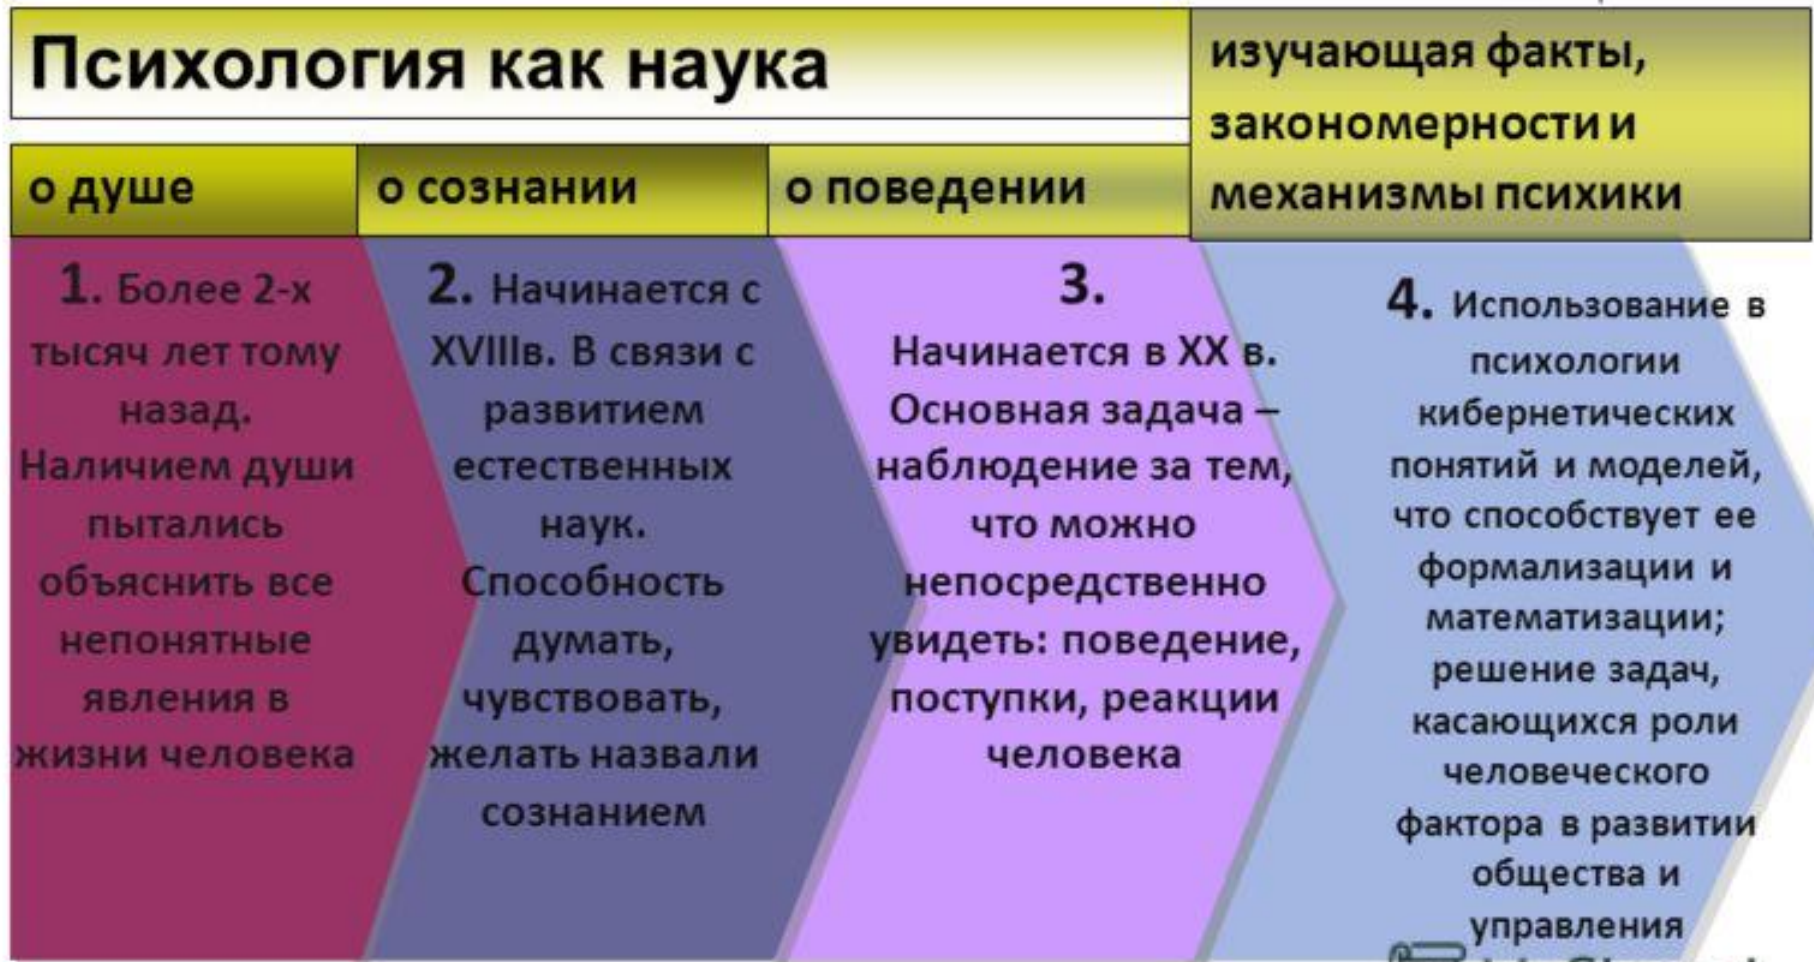 Психология как наука
изучающая факты,
закономерности и
механизмы психики
о душе
о сознании
о поведении
1. Более 2-х
тысяч лет тому
назад.
Наличием души
пытались
объяснить все
непонятные
явления в
жизни человека
2. Начинается с
XVIIIв. В связи с
развитием
естественных
наук.
Способность
думать,
чувствовать,
желать назвали
сознанием
3.
Начинается в XX в.
Основная задача –
наблюдение за тем,
что можно
непосредственно
увидеть: поведение,
поступки, реакции
человека
4. Использование в
психологии
кибернетических
понятий и моделей,
что способствует ее
формализации и
математизации;
решение задач,
касающихся роли
человеческого
фактора в развитии
общества и
управления